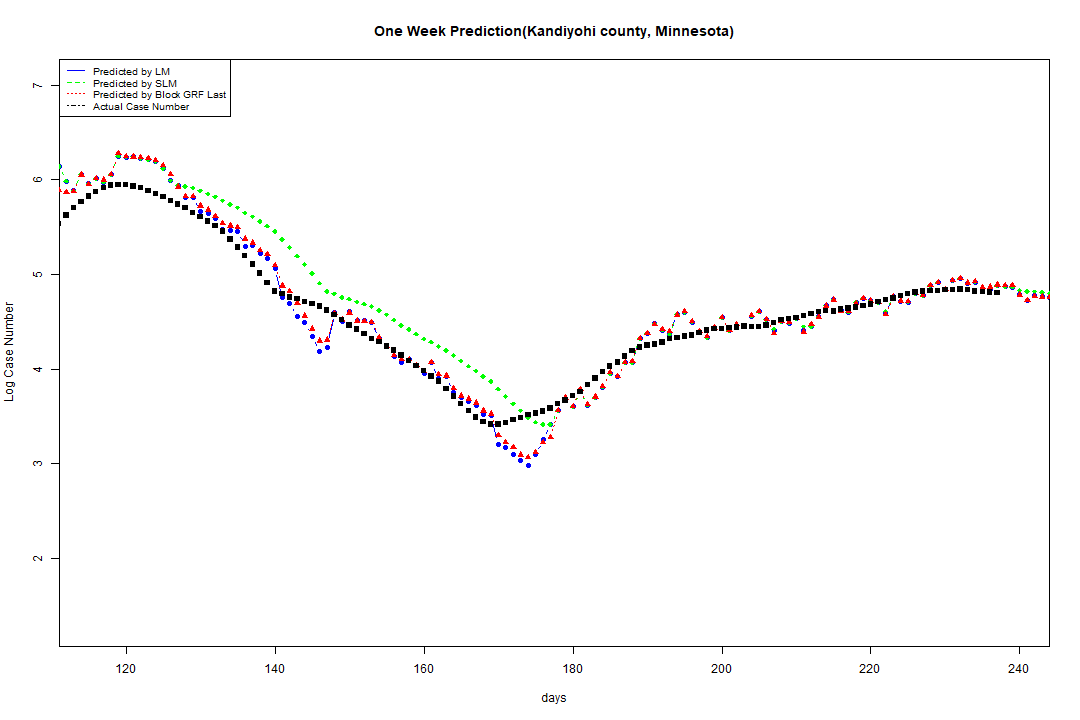 One Week Prediction(Kandiyohi county, Minnesota)
Predicted by LM
Predicted by SLM
Predicted by Block GRF Last
Actual Case Number
7
6
5
4
3
2
Log Case Number
120 140 160 180 200 220 240
days